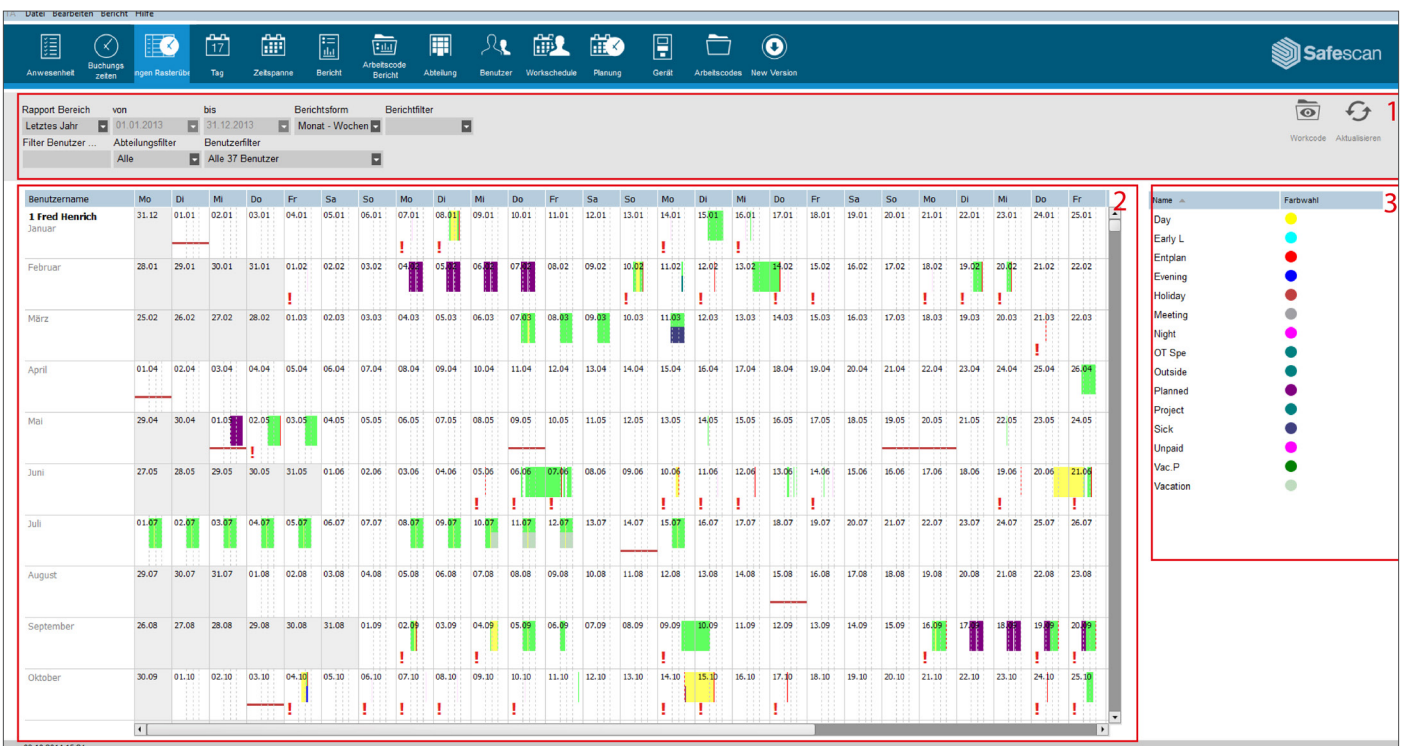 TA Datei Bearbeiten Bericht Hilfe
Anwesenheit Buchungs zeiten ngen Rasterübe Tag Zeitspanne Bericht Arbeitscode Bericht Abteilung Benutzer Workschedule Planung Gerät Arbeitscodes New Version
17
Safescan
Rapport Bereich von bis Berichtsform Berichtfilter
Letztes Jahr 01.01.2013 31.12.2013 Monat - Wochen
Filter Benutzer ... Abteilungsfilter Benutzerfilter
Alle Alle 37 Benutzer
Workcode Aktualisieren
1
Benutzername Mo Di Mi Do Fr Sa So Mo Di Mi Do Fr Sa So Mo Di Mi Do Fr Sa So Mo Di Mi Do Fr
2
1 Fred Henrich 31.12 01.01 02.01 03.01 04.01 05.01 06.01 07.01 08.01 09.01 10.01 11.01 12.01 13.01 14.01 15.01 16.01 17.01 18.01 19.01 20.01 21.01 22.01 23.01 24.01 25.01
Januar
! ! ! !
Februar 28.01 29.01 30.01 31.01 01.02 02.02 03.02 04.02 05.02 06.02 07.02 08.02 09.02 10.02 11.02 12.02 13.02 14.02 15.02 16.02 17.02 18.02 19.02 20.02 21.02 22.02
! ! ! ! ! ! ! !
März 25.02 26.02 27.02 28.02 01.03 02.03 03.03 04.03 05.03 06.03 07.03 08.03 09.03 10.03 11.03 12.03 13.03 14.03 15.03 16.03 17.03 18.03 19.03 20.03 21.03 22.03
!
April 01.04 02.04 03.04 04.04 05.04 06.04 07.04 08.04 09.04 10.04 11.04 12.04 13.04 14.04 15.04 16.04 17.04 18.04 19.04 20.04 21.04 22.04 23.04 24.04 25.04 26.04
Mai 29.04 30.04 01.05 02.05 03.05 04.05 05.05 06.05 07.05 08.05 09.05 10.05 11.05 12.05 13.05 14.05 15.05 16.05 17.05 18.05 19.05 20.05 21.05 22.05 23.05 24.05
!
Juni 27.05 28.05 29.05 30.05 31.05 01.06 02.06 03.06 04.06 05.06 06.06 07.06 08.06 09.06 10.06 11.06 12.06 13.06 14.06 15.06 16.06 17.06 18.06 19.06 20.06 21.06
! ! ! ! ! ! ! ! !
Juli 01.07 02.07 03.07 04.07 05.07 06.07 07.07 08.07 09.07 10.07 11.07 12.07 13.07 14.07 15.07 16.07 17.07 18.07 19.07 20.07 21.07 22.07 23.07 24.07 25.07 26.07
August 29.07 30.07 31.07 01.08 02.08 03.08 04.08 05.08 06.08 07.08 08.08 09.08 10.08 11.08 12.08 13.08 14.08 15.08 16.08 17.08 18.08 19.08 20.08 21.08 22.08 23.08
September 26.08 27.08 28.08 29.08 30.08 31.08 01.09 02.09 03.09 04.09 05.09 06.09 07.09 08.09 09.09 10.09 11.09 12.09 13.09 14.09 15.09 16.09 17.09 18.09 19.09 20.09
! ! ! ! ! !
Oktober 30.09 01.10 02.10 03.10 04.10 05.10 06.10 07.10 08.10 09.10 10.10 11.10 12.10 13.10 14.10 15.10 16.10 17.10 18.10 19.10 20.10 21.10 22.10 23.10 24.10 25.10
! ! ! ! ! ! ! ! ! !
Name Farbwahl
3
Day
Early L
Entplan
Evening
Holiday
Meeting
Night
OT Spe
Outside
Planned
Project
Sick
Unpaid
Vac.P
Vacation